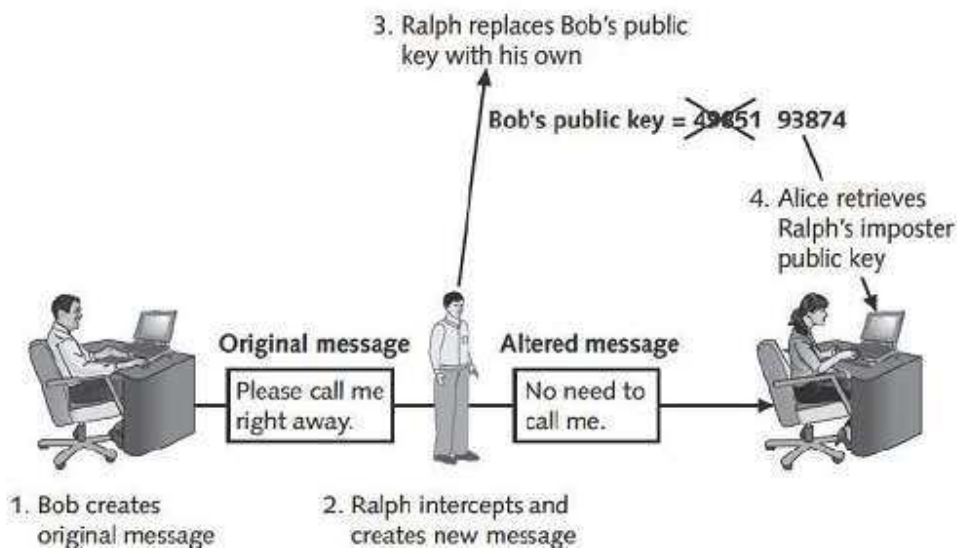 3. Ralph replaces Bob's public
key with his own
Bob's public key = 49851 93874
4. Alice retrieves
Ralph's imposter
public key
Original message
Altered message
Please call me
right away.
No need to
call me.
1. Bob creates
original message
2. Ralph intercepts and
creates new message